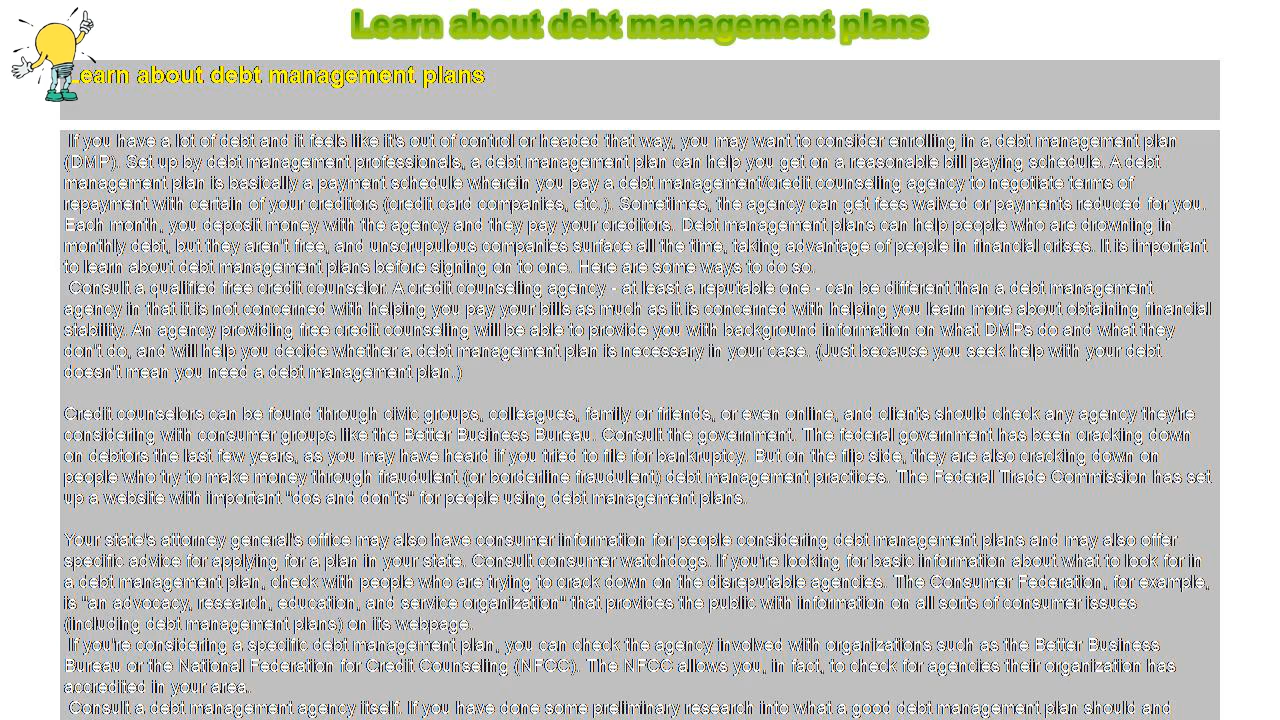 Learn about debt management plans
Learn about debt management plans
If you have a lot of debt and it feels like it's out of control or headed that way, you may want to consider enrolling in a debt management plan
(DMP). Set up by debt management professionals, a debt management plan can help you get on a reasonable bill paying schedule. A debt
management plan is basically a payment schedule wherein you pay a debt management/credit counseling agency to negotiate terms of
repayment with certain of your creditors (credit card companies, etc.). Sometimes, the agency can get fees waived or payments reduced for you.
Each month, you deposit money with the agency and they pay your creditors. Debt management plans can help people who are drowning in
monthly debt, but they aren't free, and unscrupulous companies surface all the time, taking advantage of people in financial crises. It is important
to learn about debt management plans before signing on to one. Here are some ways to do so.
Consult a qualified free credit counselor. A credit counseling agency - at least a reputable one - can be different than a debt management
agency in that it is not concerned with helping you pay your bills as much as it is concerned with helping you learn more about obtaining financial
stability. An agency providing free credit counseling will be able to provide you with background information on what DMPs do and what they
don"t do, and will help you decide whether a debt management plan is necessary in your case. (Just because you seek help with your debt
doesn"t mean you need a debt management plan.)
Credit counselors can be found through civic groups, colleagues, family or friends, or even online, and clients should check any agency they're
considering with consumer groups like the Better Business Bureau. Consult the government. The federal government has been cracking down
on debtors the last few years, as you may have heard if you tried to file for bankruptcy. But on the flip side, they are also cracking down on
people who try to make money through fraudulent (or borderline fraudulent) debt management practices. The Federal Trade Commission has set
up a website with important "dos and don'ts" for people using debt management plans.
Your state's attorney general's office may also have consumer information for people considering debt management plans and may also offer
specific advice for applying for a plan in your state. Consult consumer watchdogs. If you're looking for basic information about what to look for in
a debt management plan, check with people who are trying to crack down on the disreputable agencies. The Consumer Federation, for example,
is "an advocacy, research, education, and service organization" that provides the public with information on all sorts of consumer issues
(including debt management plans) on its webpage.
If you're considering a specific debt management plan, you can check the agency involved with organizations such as the Better Business
Bureau or the National Federation for Credit Counseling (NFCC). The NFCC allows you, in fact, to check for agencies their organization has
accredited in your area.
Consult a debt management agency itself. If you have done some preliminary research into what a good debt management plan should and